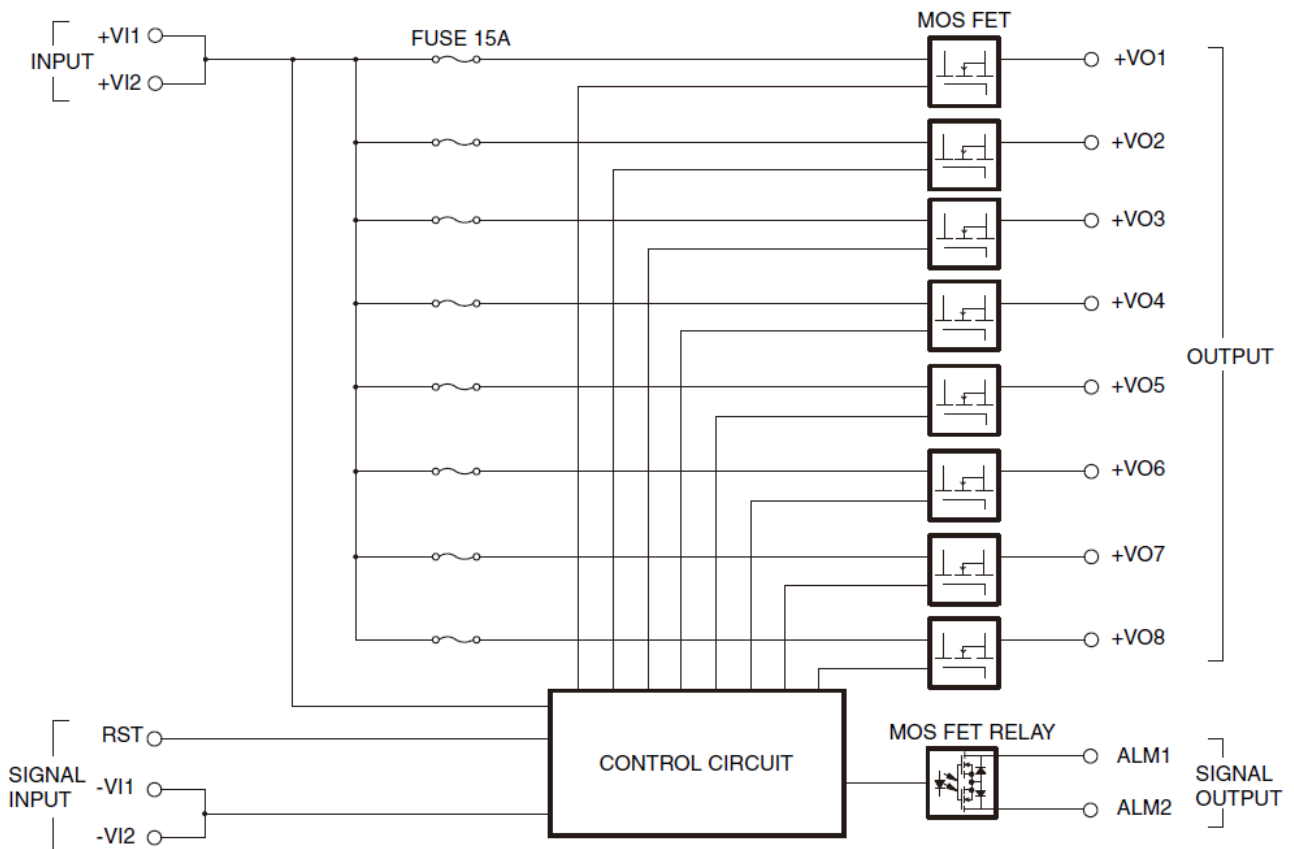 MOS FET
+VI1
FUSE 15A
+VO1
INPUT
+VI2
+VO2
+VO3
+VO4
OUTPUT
+VO5
+VO6
+VO7
+VO8
RST
MOS FET RELAY
CONTROL CIRCUIT
ALM1
SIGNAL
INPUT
-VI1
SIGNAL
OUTPUT
ALM2
-VI2